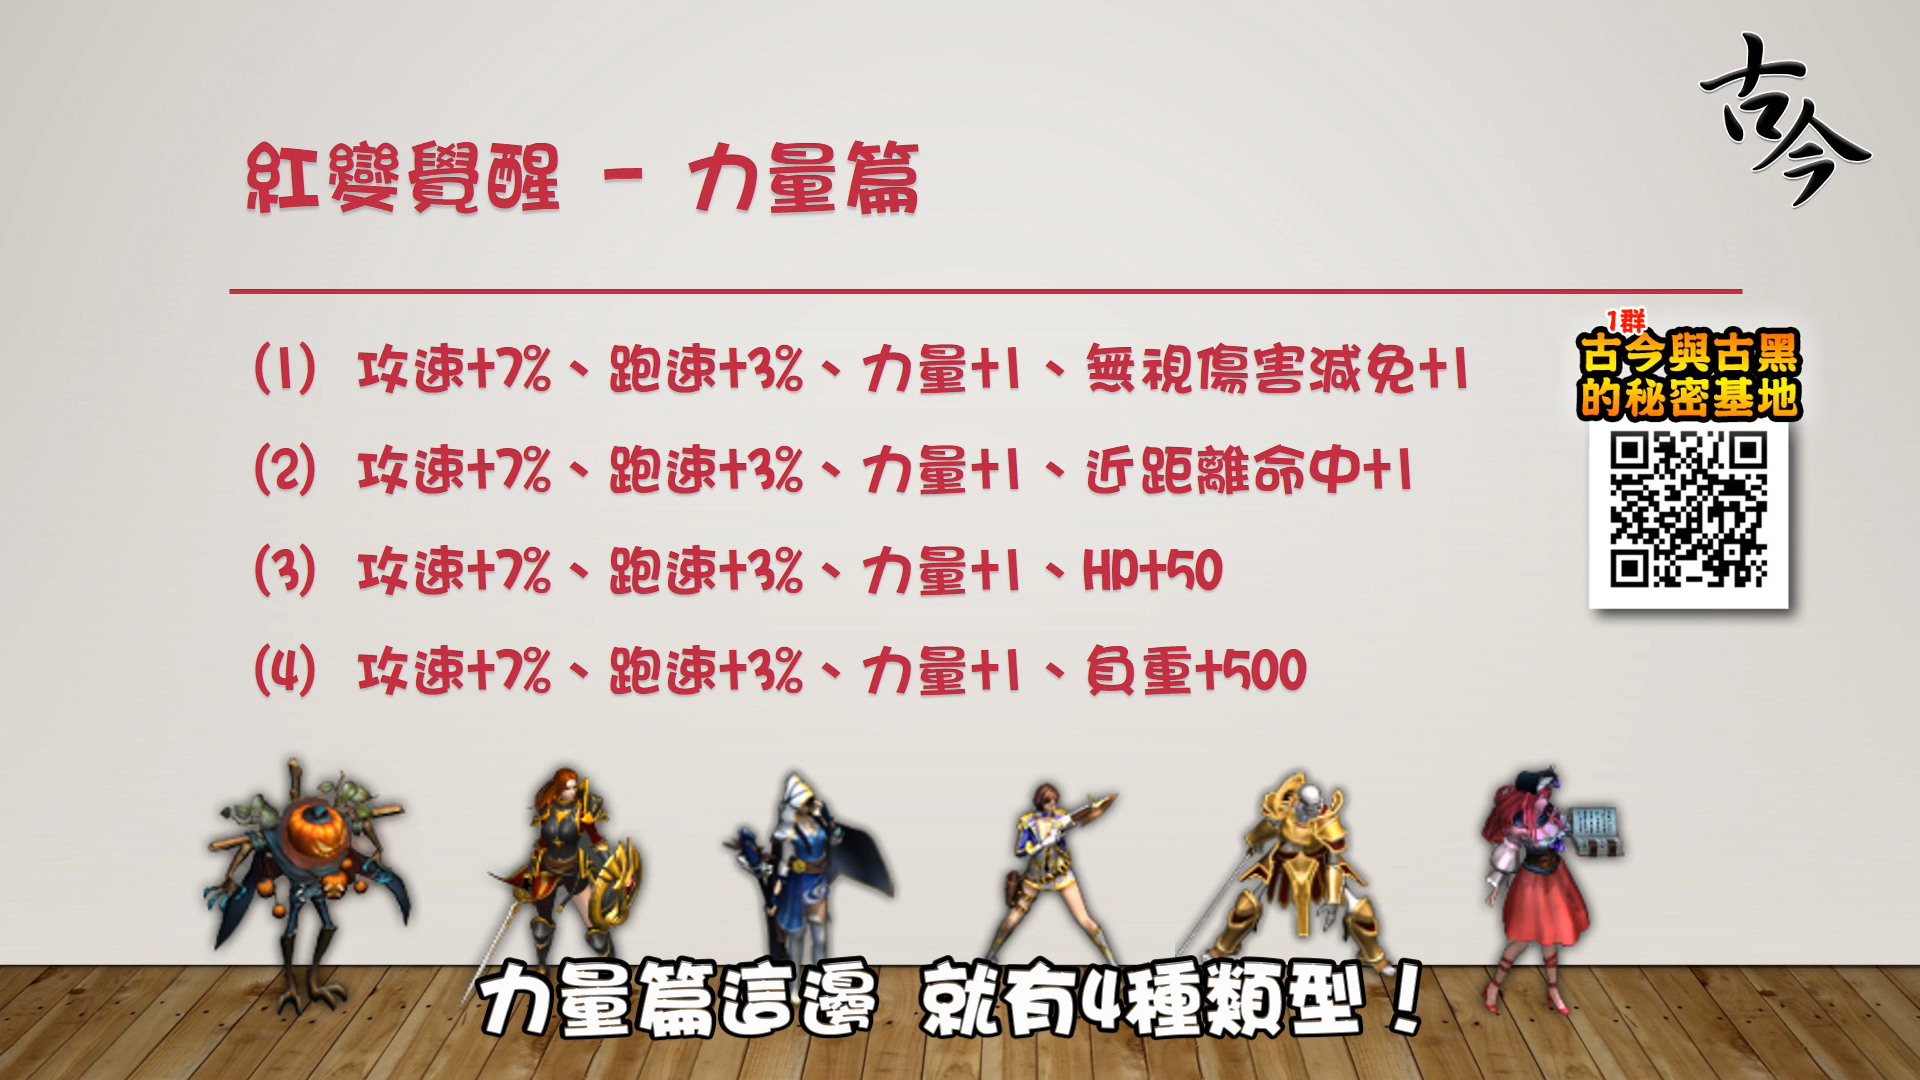 古今
紅變覺醒 - 力量篇
(1) 攻速+7%、跑速+3%、力量+1、無視傷害減免+1
(2) 攻速+7%、跑速+3%、力量+1、近距離命中+1
(3) 攻速+7%、跑速+3%、力量+1、HP+50
(4) 攻速+7%、跑速+3%、力量+1、負重+500
1群
古今與古黑
的秘密基地
力量篇這邊 就有4種類型！